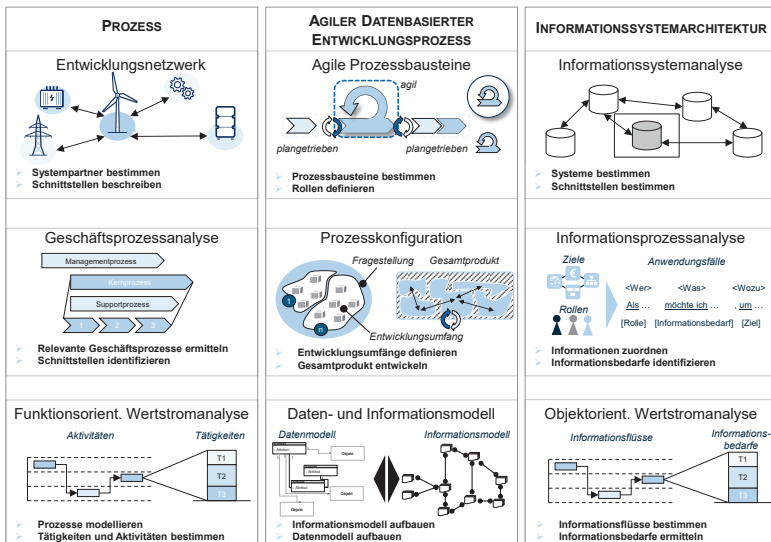 PROZESS
Entwicklungsnetzwerk
Systempartner bestimmen
Schnittstellen beschreiben
Geschäftsprozessanalyse
Managementprozess
Kernprozess
Supportprozess
1 2 3
Relevante Geschäftsprozesse ermitteln
Schnittstellen identifizieren
Funktionsorient. Wertstromanalyse
Aktivitäten Tätigkeiten
T1
T2
T3
Prozesse modellieren
Tätigkeiten und Aktivitäten bestimmen
AGILER DATENBASIERTER
ENTWICKLUNGSPROZESS
Agile Prozessbausteine
agil
plangetrieben plangetrieben
Prozessbausteine bestimmen
Rollen definieren
Prozesskonfiguration
Fragestellung Gesamtprodukt
1
n
Entwicklungsumfang
Entwicklungsumfänge definieren
Gesamtprodukt entwickeln
Daten- und Informationsmodell
Datenmodell Informationsmodell
Attribut
Objekt
Attribut
Attribut
Objekt
Objekt
Informationsmodell aufbauen
Datenmodell aufbauen
INFORMATIONSSYSTEMARCHITEKTUR
Informationssystemanalyse
Systeme bestimmen
Schnittstellen bestimmen
Informationsprozessanalyse
Ziele Anwendungsfälle
<Wer> <Was> <Wozu>
Als ... möchte ich ... , um ...
Rollen
[Rolle] [Informationsbedarf] [Ziel]
Informationen zuordnen
Informationsbedarfe identifizieren
Objektorient. Wertstromanalyse
Informationsflüsse Informations-
bedarfe
T1
T2
T3
Informationsflüsse bestimmen
Informationsbedarfe ermitteln